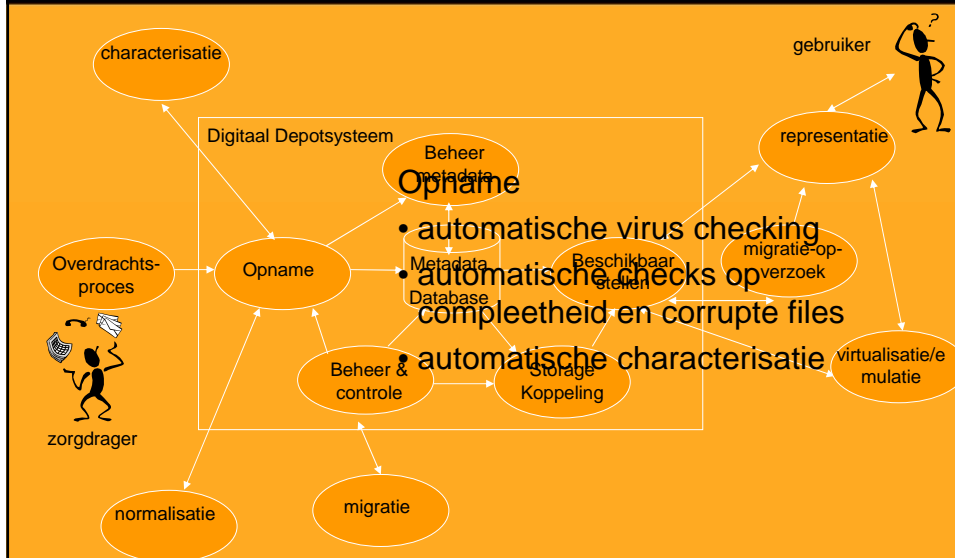 characterisatie
?
gebruiker
Digitaal Depotsysteem
representatie
Beheer
metadata
Opname
• automatische virus checking
• automatische checks op
compleetheid en corrupte files
• automatische characterisatie
Overdrachts-
proces
Opname
Metadata
Database
Beschikbaar
stellen
migratie-op-
verzoek
Beheer &
controle
Storage
Koppeling
virtualisatie/e
mulatie
zorgdrager
normalisatie
migratie